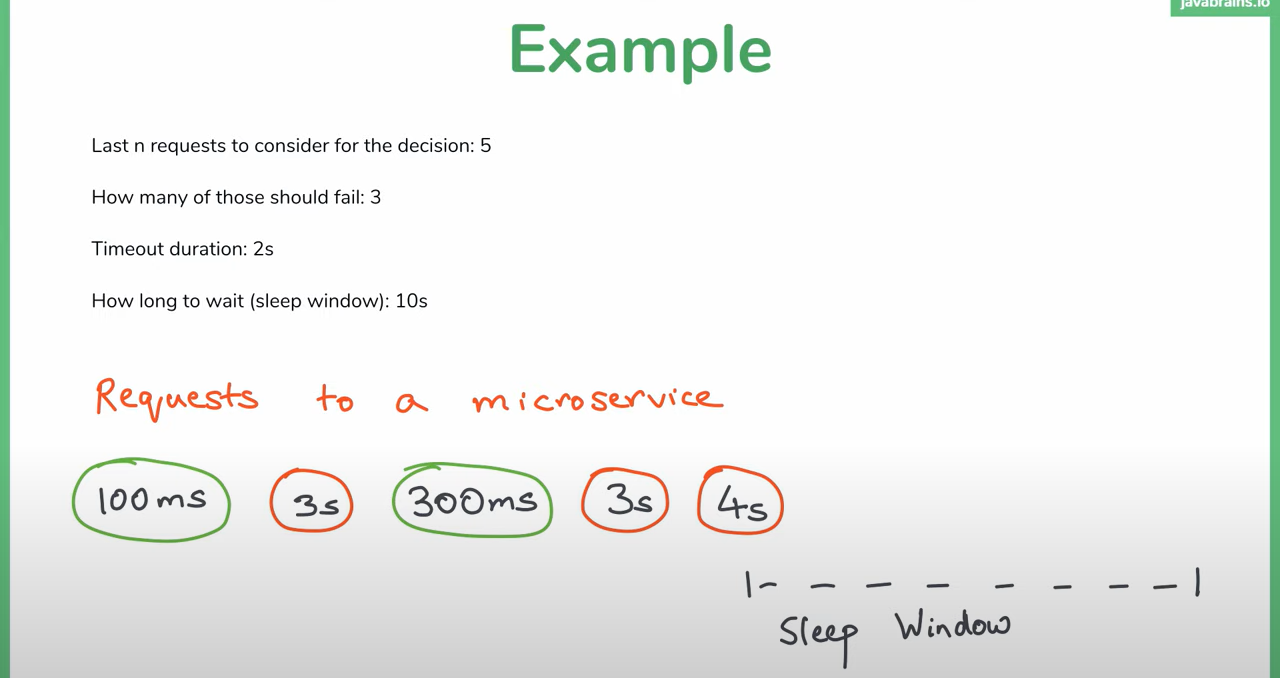 javabrains.io
Example
Last n requests to consider for the decision: 5
How many of those should fail: 3
Timeout duration: 2s
How long to wait (sleep window): 10s
Requests to a microservice
100ms 3s 300ms 3s 4s
Sleep Window